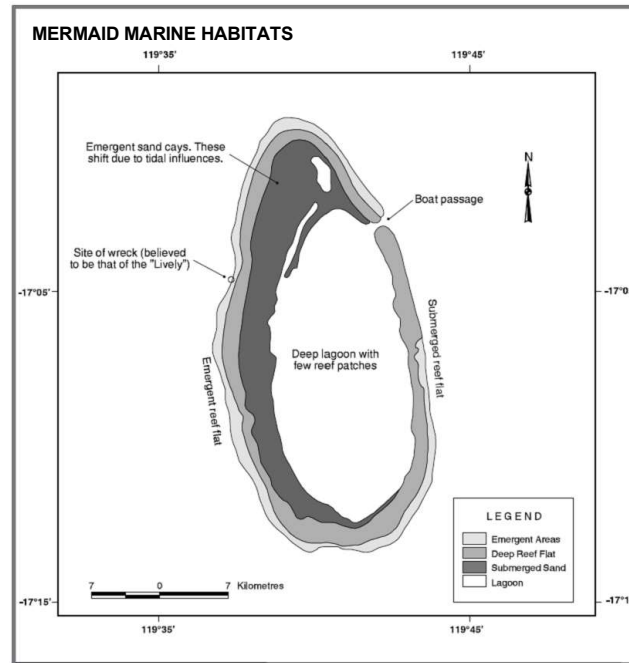 MERMAID MARINE HABITATS
119°35'
119°45'
Emergent sand cays. These
shift due to tidal influences.
N
Boat passage
Site of wreck (believed
to be that of the "Lively")
-17°05'
-17°0
Deep lagoon with
few reef patches
Submerged reef flat
Emergent reef flat
LEGEND
Emergent Areas
Deep Reef Flat
Submerged Sand
Lagoon
7 0 7 Kilometres
-17°15'
-17°1
119°35'
119°45'